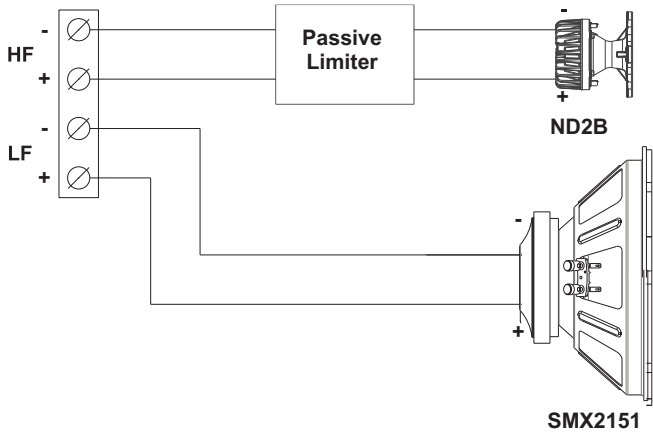 -
HF
+
-
LF
+
Passive
Limiter
-
+
ND2B
-
+
SMX2151